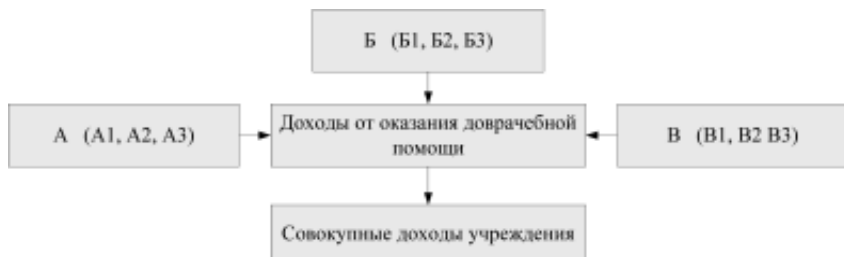 Б (Б1, Б2, Б3)
А (А1, А2, А3)
Доходы от оказания доврачебной
помощи
В (В1, В2 В3)
Совокупные доходы учреждения